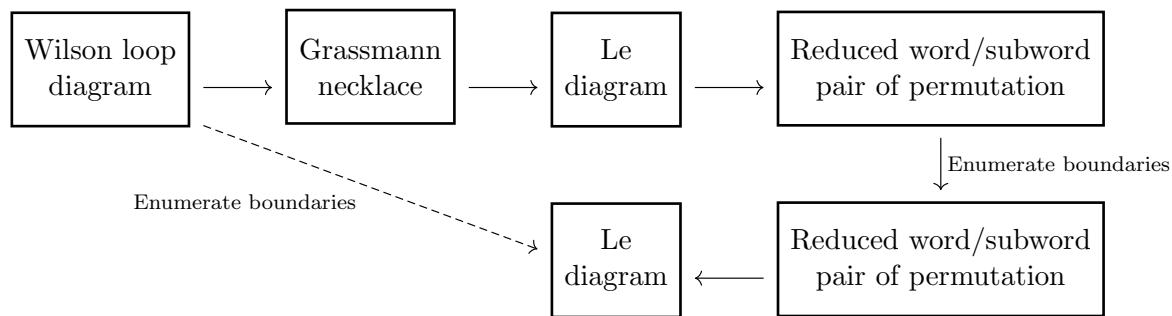 Wilson loop
diagram
Grassmann
necklace
Le
diagram
Reduced word/subword
pair of permutation
Enumerate boundaries
Enumerate boundaries
Le
diagram
Reduced word/subword
pair of permutation